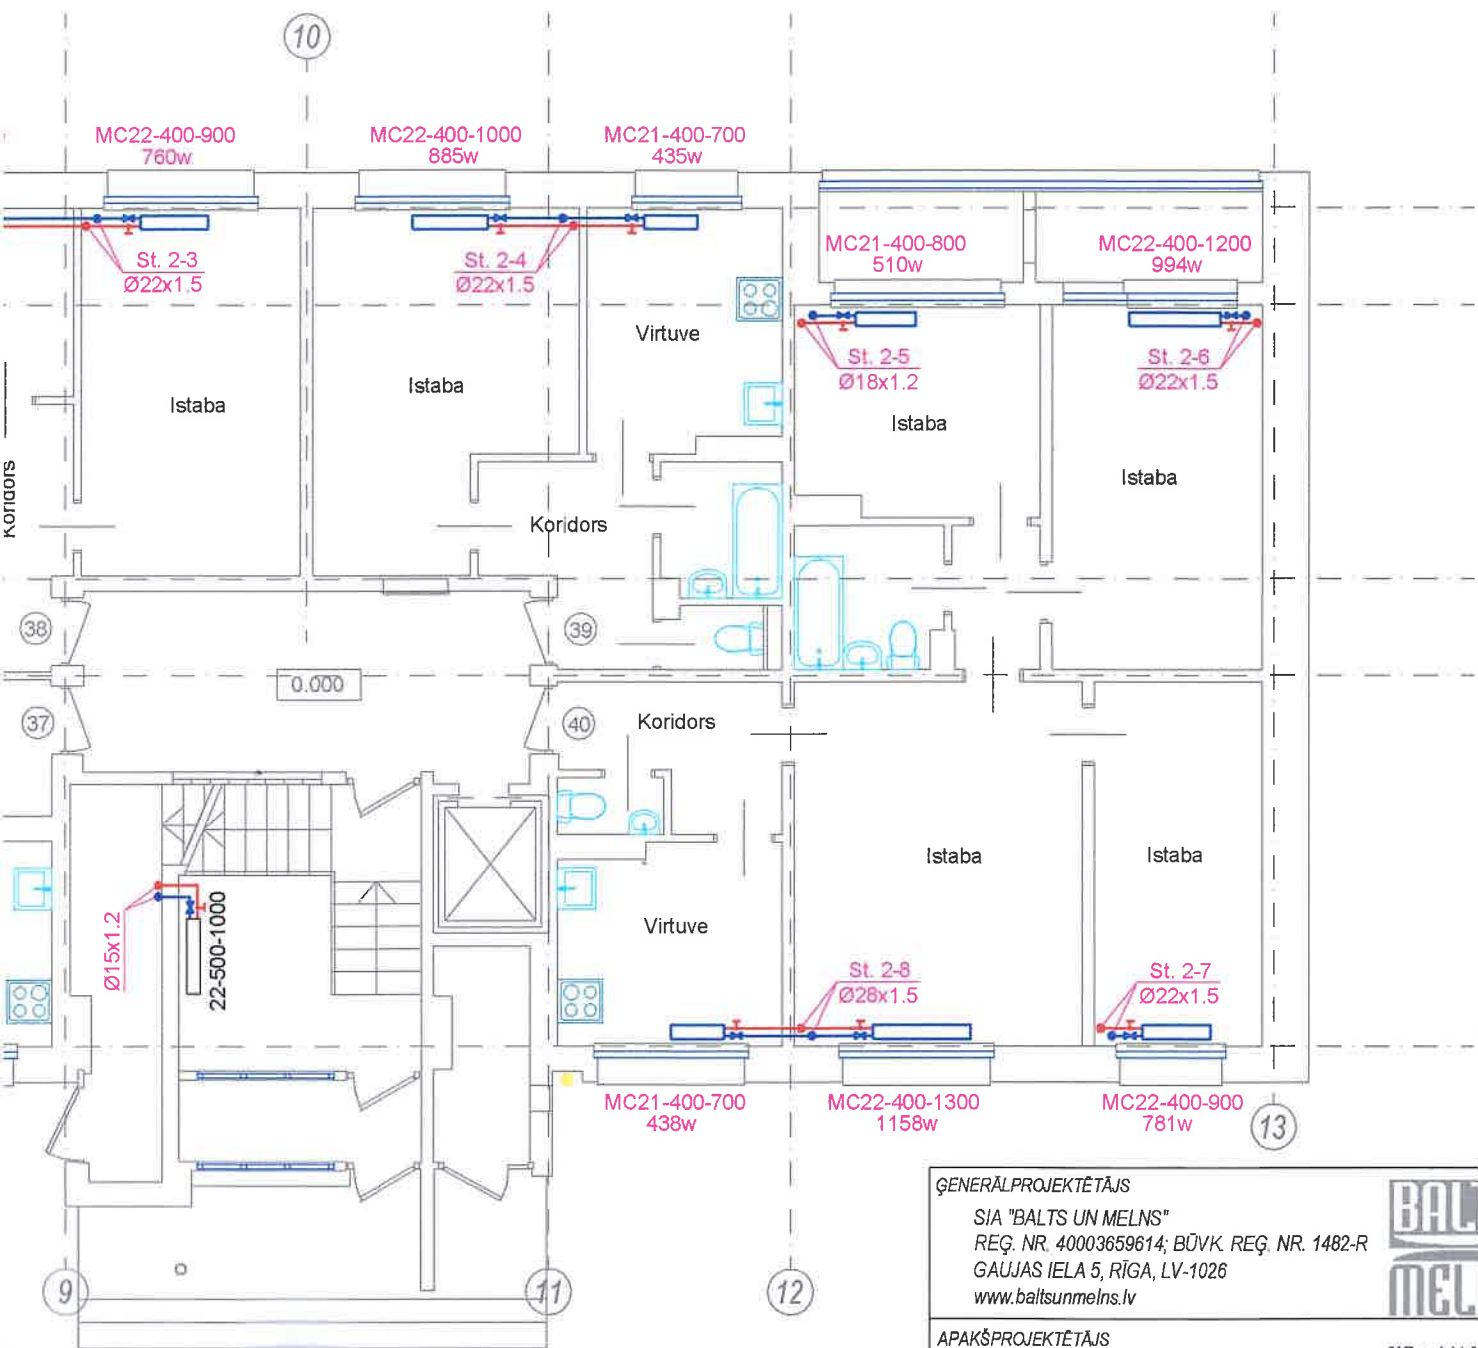 10
MC22-400-900
760w
MC22-400-1000
885w
MC21-400-700
435w
MC21-400-800
510w
MC22-400-1200
994w
St. 2-3
Ø22x1.5
St. 2-4
Ø22x1.5
Virtuve
St. 2-5
Ø18x1.2
St. 2-6
Ø22x1.5
Istaba
Istaba
Istaba
Istaba
Koridors
Koridors
38
39
0.000
37
40
Koridors
Istaba
Istaba
Ø15x1.2
22-500-1000
Virtuve
St. 2-8
Ø28x1.5
St. 2-7
Ø22x1.5
MC21-400-700
438w
MC22-400-1300
1158w
MC22-400-900
781w
13
9
11
12
ĢENERĀLPROJEKTĒTĀJS
SIA "BALTS UN MELNS"
REĢ. NR. 40003659614; BŪVK. REĢ. NR. 1482-R
GAUJAS IELA 5, RĪGA, LV-1026
www.baltsunmelns.lv
APAKŠPROJEKTĒTĀJS